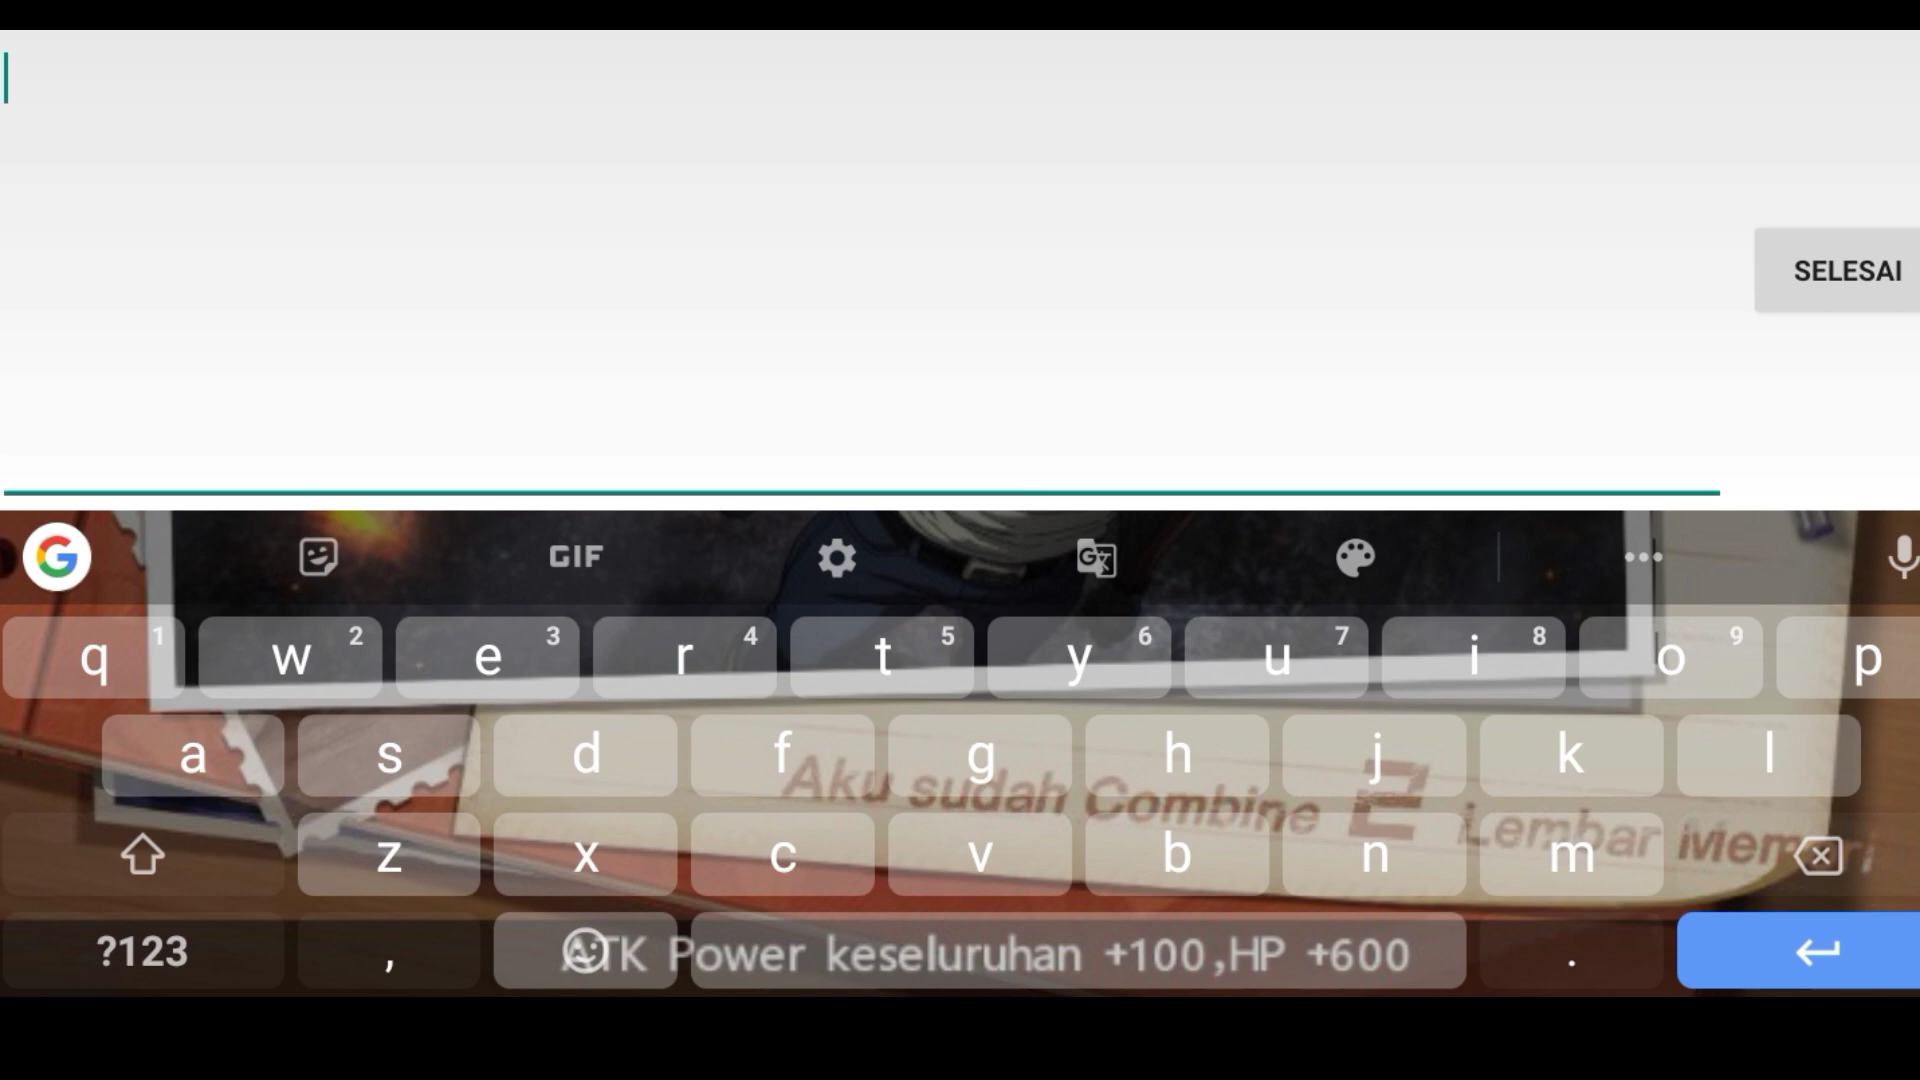 SELESAI
GIF
q 1 w 2 e 3 r 4 t 5 y 6 u 7 i 8 o 9 p
a s d f g h j k l
Aku sudah Combine 2 Lembar Memori
z x c v b n m
?123 , .
ATK Power keseluruhan +100,HP +600